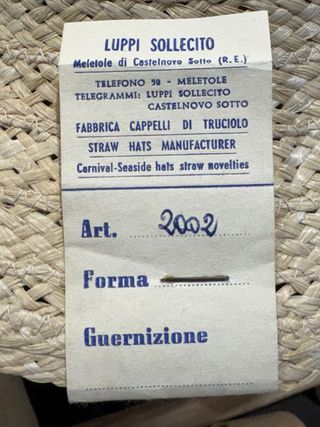 LUPPI SOLLECITO
Meletole di Castelnovo Sotto (R.E.)
TELEFONO 52 - MELETOLE
TELEGRAMMI: LUPPI SOLLECITO
CASTELNOVO SOTTO
FABBRICA CAPPELLI DI TRUCIOLO
STRAW HATS MANUFACTURER
Carnival-Seaside hats straw novelties
Art. 2002
Forma
Guernizione